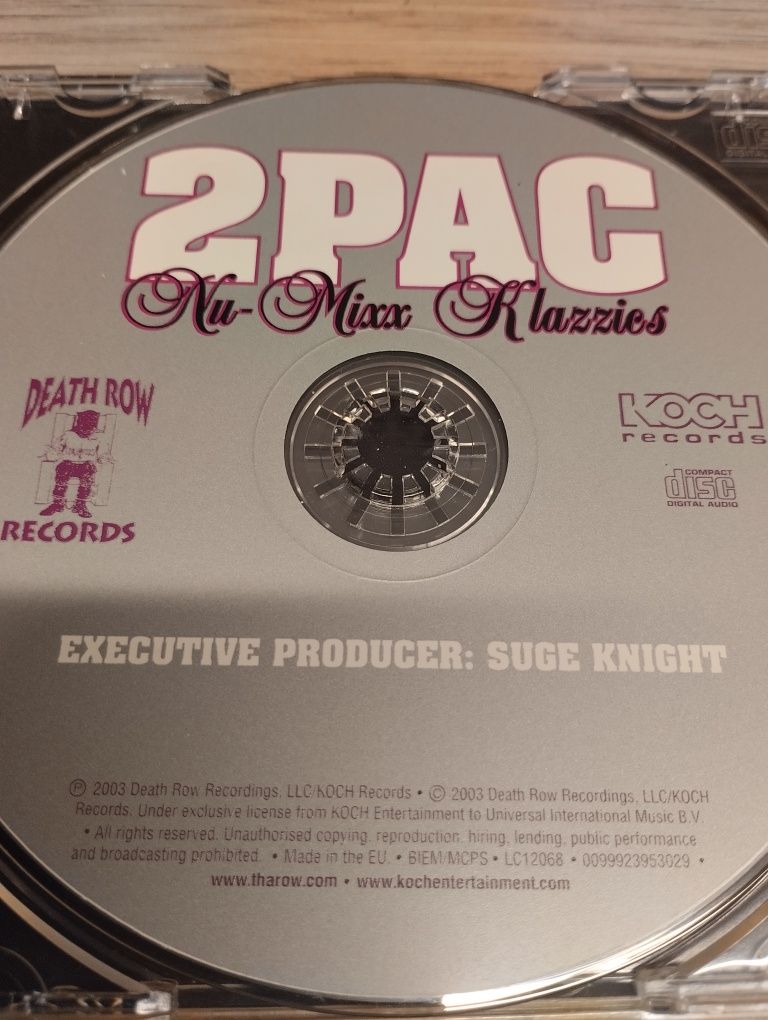 2PAC
Nu-Mixx Klazzics
DEATH ROW
RECORDS
KOCH
records
COMPACT
disc
DIGITAL AUDIO
EXECUTIVE PRODUCER: SUGE KNIGHT
℗ 2003 Death Row Recordings, LLC/KOCH Records • © 2003 Death Row Recordings, LLC/KOCH
Records. Under exclusive license from KOCH Entertainment to Universal International Music B.V.
• All rights reserved. Unauthorised copying, reproduction, hiring, lending, public performance
and broadcasting prohibited. • Made in the EU. • BIEM/MCPS • LC12068 • 0099923953029 •
www.tharow.com • www.kochentertainment.com